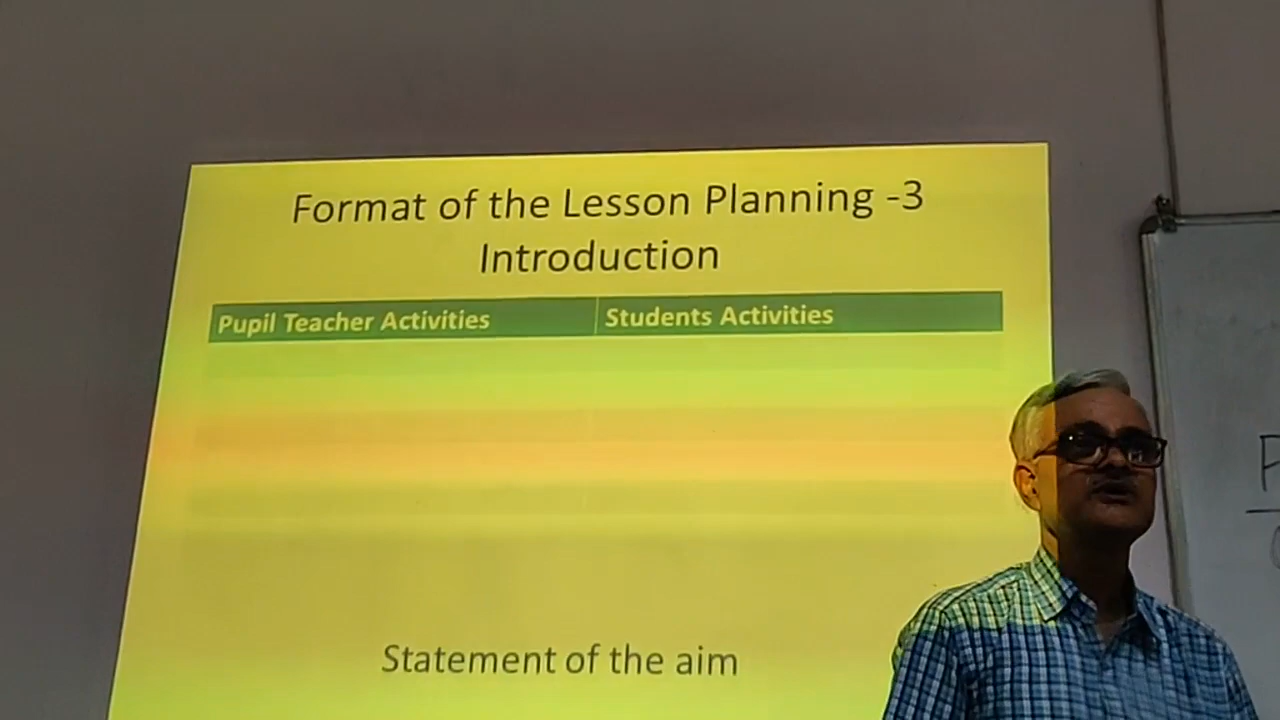 Format of the Lesson Planning -3
Introduction
Pupil Teacher Activities
Students Activities
Statement of the aim